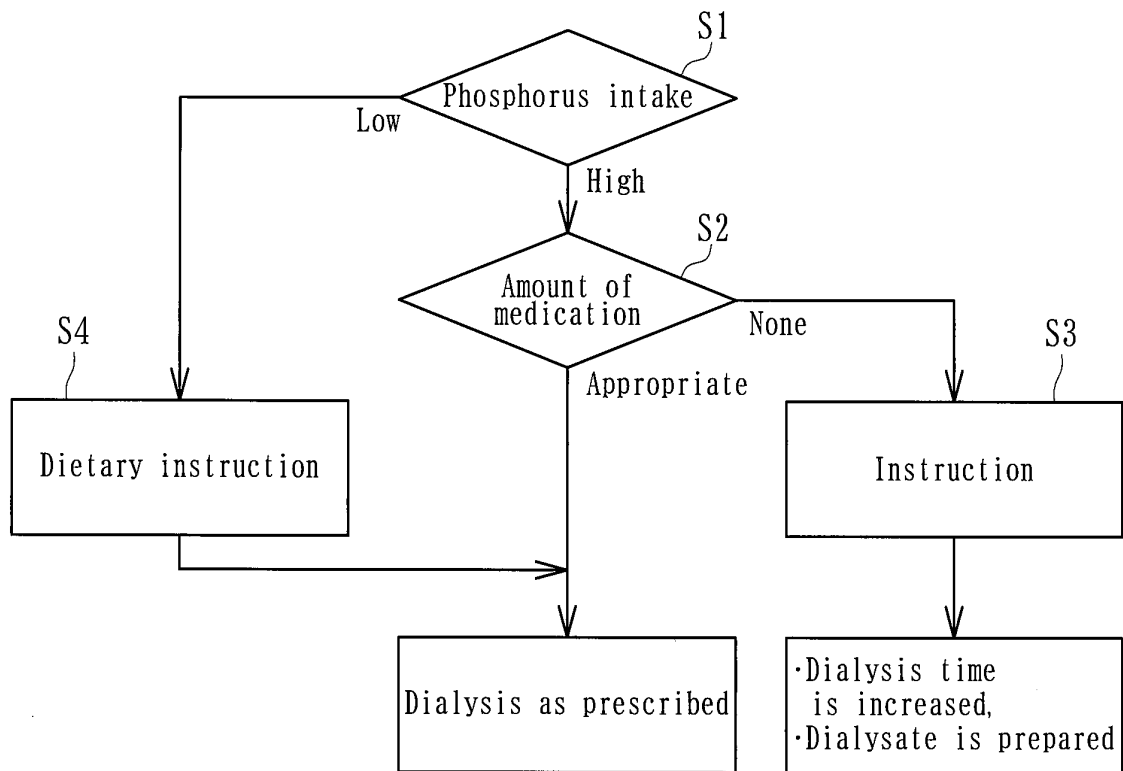 S1
Phosphorus intake
Low
High
S2
Amount of
medication
None
Appropriate
S4
S3
Dietary instruction
Instruction
Dialysis as prescribed
·Dialysis time
is increased,
·Dialysate is prepared